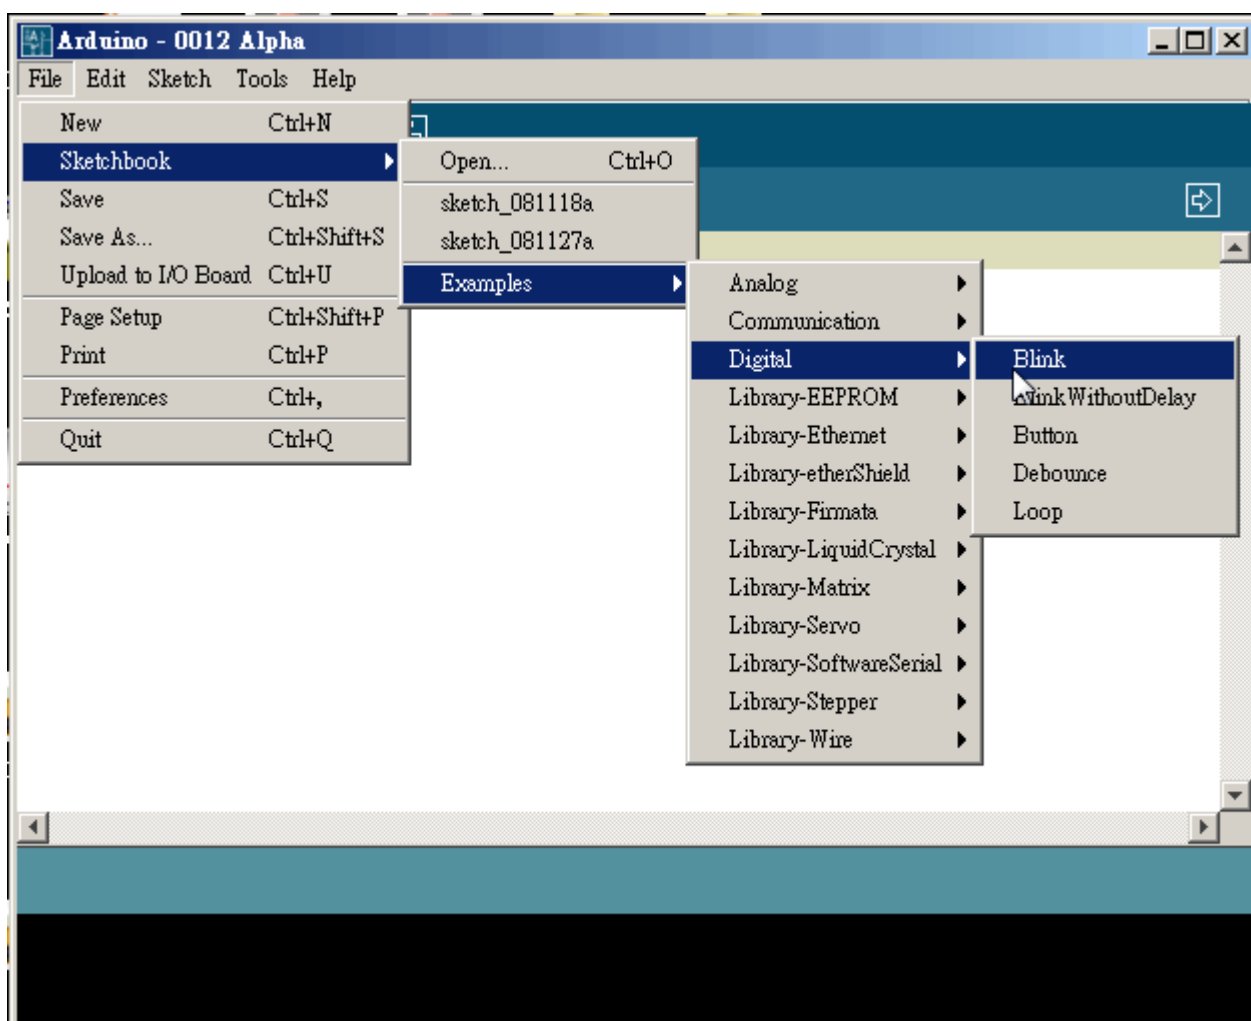 Arduino - 0012 Alpha
File Edit Sketch Tools Help
New Ctrl+N
Sketchbook
Save Ctrl+S
Save As... Ctrl+Shift+S
Upload to I/O Board Ctrl+U
Page Setup Ctrl+Shift+P
Print Ctrl+P
Preferences Ctrl+,
Quit Ctrl+Q
Open... Ctrl+O
sketch_081118a
sketch_081127a
Examples
Analog
Communication
Digital
Library-EEPROM
Library-Ethernet
Library-etherShield
Library-Firmata
Library-LiquidCrystal
Library-Matrix
Library-Servo
Library-SoftwareSerial
Library-Stepper
Library-Wire
Blink
BlinkWithoutDelay
Button
Debounce
Loop